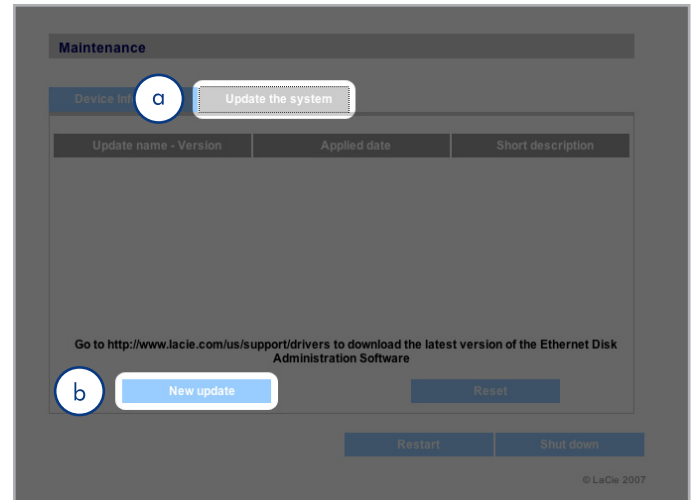 Maintenance
Device Inf
a
Update the system
Update name - Version Applied date Short description
Go to http://www.lacie.com/us/support/drivers to download the latest version of the Ethernet Disk
Administration Software
b
New update Reset
Restart Shut down
© LaCie 2007